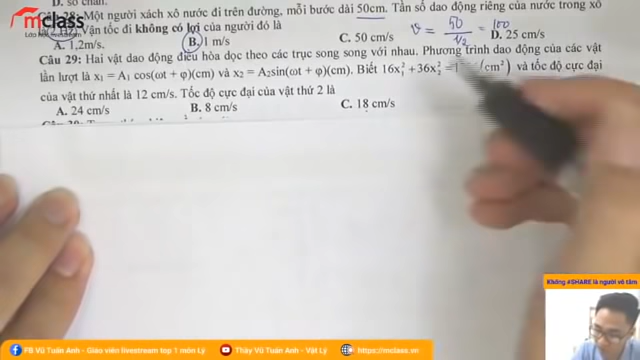 D. số chẵn.
Câu 28: Một người xách xô nước đi trên đường, mỗi bước dài 50cm. Tần số dao động riêng của nước trong xô
là 2 Hz. Vận tốc đi không có lợi của người đó là
A. 1,2m/s. B. 1 m/s C. 50 cm/s D. 25 cm/s
v = 50 / 1/2 = 100
Câu 29: Hai vật dao động điều hòa dọc theo các trục song song với nhau. Phương trình dao động của các vật
lần lượt là x₁ = A₁ cos(ωt + φ)(cm) và x₂ = A₂sin(ωt + φ)(cm). Biết 16x₁² + 36x₂² = (cm²) và tốc độ cực đại
của vật thứ nhất là 12 cm/s. Tốc độ cực đại của vật thứ 2 là
A. 24 cm/s B. 8 cm/s C. 18 cm/s
mclass
Không #SHARE là người vô tâm
FB Vũ Tuấn Anh - Giáo viên livestream top 1 môn Lý
Thầy Vũ Tuấn Anh - Vật Lý
https://mclass.vn